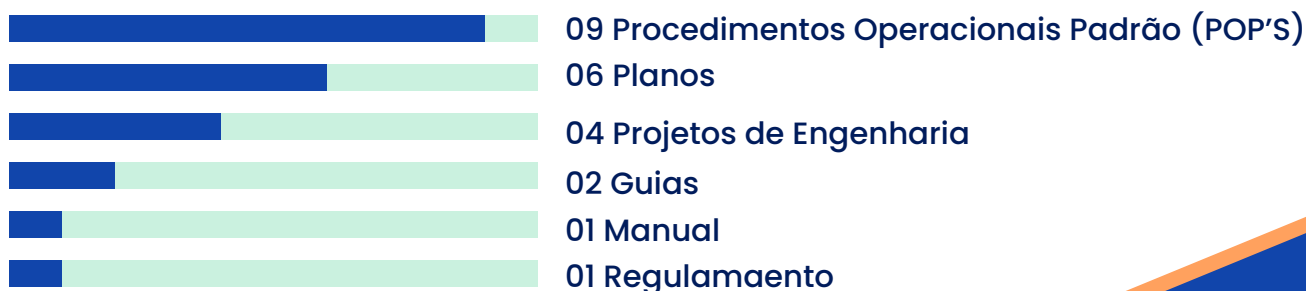 09 Procedimentos Operacionais Padrão (POP’S)
06 Planos
04 Projetos de Engenharia
02 Guias
01 Manual
01 Regulamaento